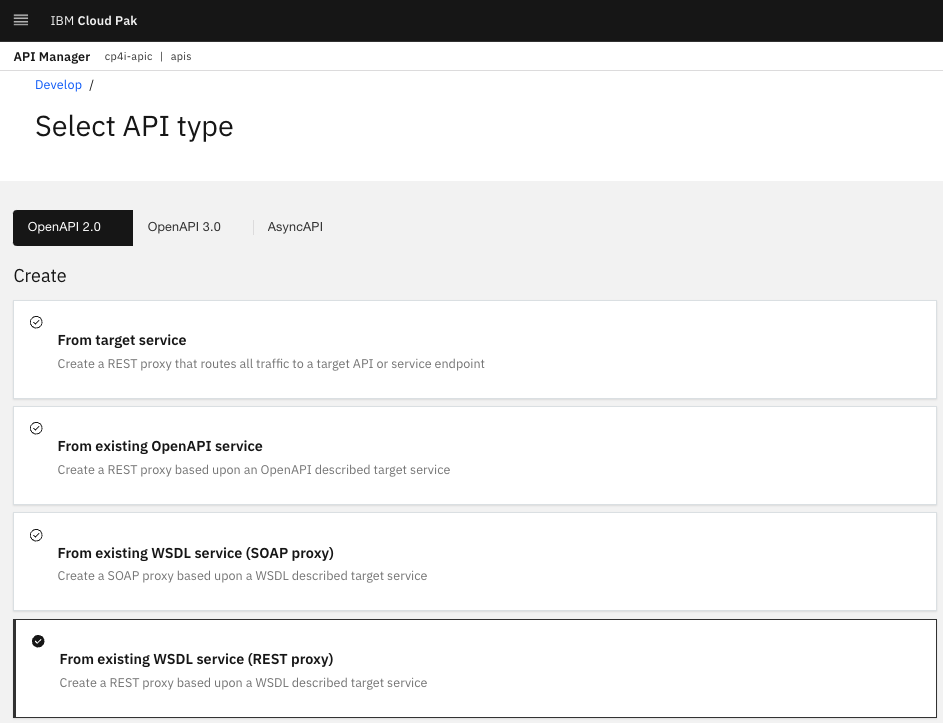 IBM Cloud Pak
API Manager cp4i-apic | apis
Develop /
Select API type
OpenAPI 2.0 OpenAPI 3.0 AsyncAPI
Create
From target service
Create a REST proxy that routes all traffic to a target API or service endpoint
From existing OpenAPI service
Create a REST proxy based upon an OpenAPI described target service
From existing WSDL service (SOAP proxy)
Create a SOAP proxy based upon a WSDL described target service
From existing WSDL service (REST proxy)
Create a REST proxy based upon a WSDL described target service